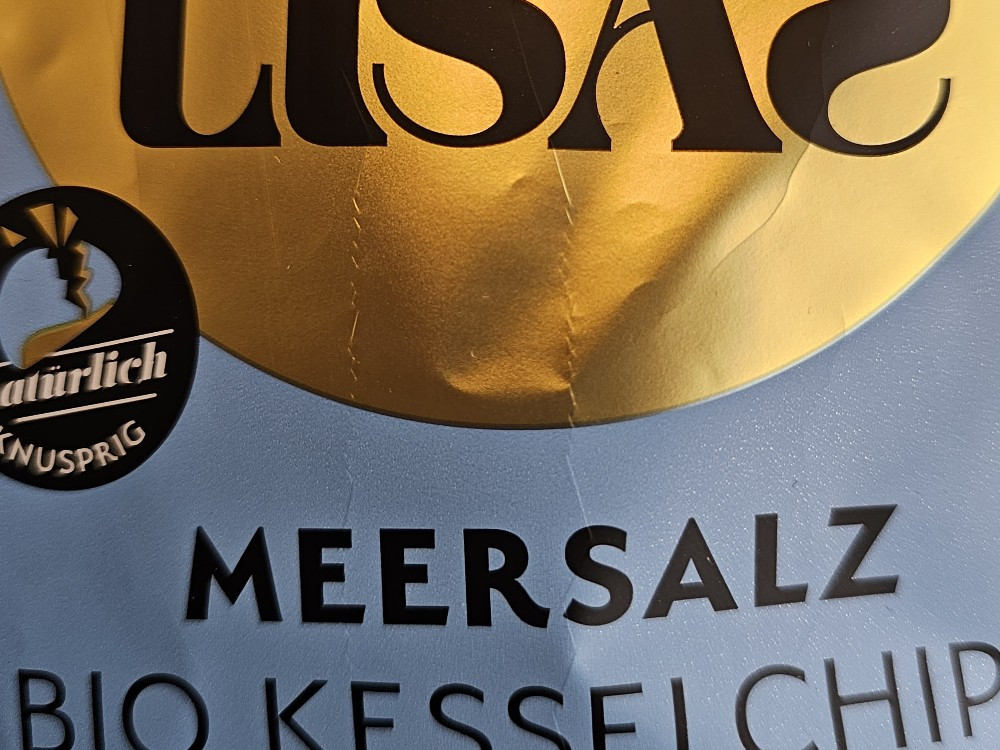 LISAS
natürlich
KNUSPRIG
MEERSALZ
BIO KESSELCHIP